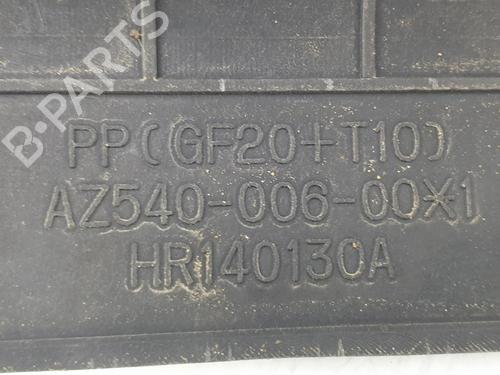 B-PARTS
PP(GF20+T10)
AZ540-006-00*1
HR140130A